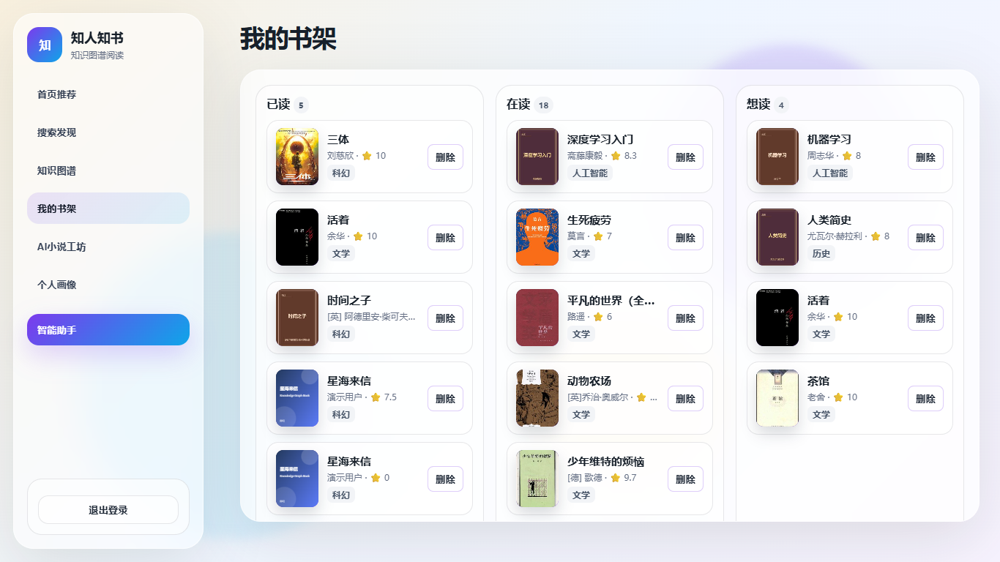 知
知人知书
知识图谱阅读
首页推荐
搜索发现
知识图谱
我的书架
AI小说工坊
个人画像
智能助手
退出登录
我的书架
已读 5
三体
三体
刘慈欣 · ⭐ 10
科幻
删除
活着
余华 · ⭐ 10
文学
删除
时间之子
时间之子
[英] 阿德里安·柴可夫...
科幻
删除
星海来信
Knowledge Graph Book
星海来信
演示用户 · ⭐ 7.5
科幻
删除
星海来信
Knowledge Graph Book
星海来信
演示用户 · ⭐ 0
科幻
删除
在读 18
深度学习入门
深度学习入门
斋藤康毅 · ⭐ 8.3
人工智能
删除
莫言
生死疲劳
生死疲劳
莫言 · ⭐ 7
文学
删除
平凡的世界
平凡的世界（全...
路遥 · ⭐ 6
文学
删除
动物农场
[英]乔治·奥威尔 · ⭐ ...
文学
删除
少年维特的烦恼
少年维特的烦恼
[德] 歌德 · ⭐ 9.7
文学
删除
想读 4
机器学习
机器学习
周志华 · ⭐ 8
人工智能
删除
人类简史
人类简史
尤瓦尔·赫拉利 · ⭐ 8
历史
删除
活着
余华 · ⭐ 10
文学
删除
茶馆
茶馆
老舍 · ⭐ 10
文学
删除